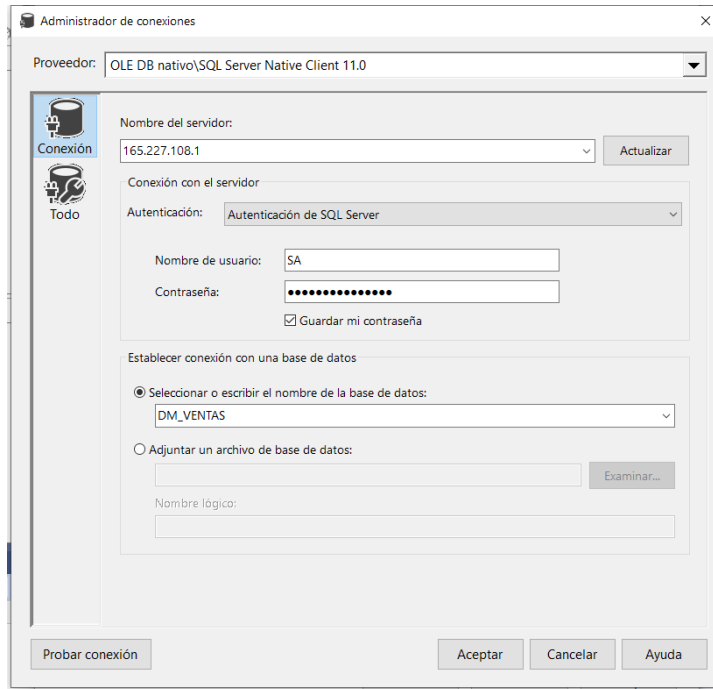 Administrador de conexiones
Proveedor: OLE DB nativo\SQL Server Native Client 11.0
Conexión
Todo
Nombre del servidor:
165.227.108.1
Actualizar
Conexión con el servidor
Autenticación: Autenticación de SQL Server
Nombre de usuario: SA
Contraseña: •••••••••••••••
Guardar mi contraseña
Establecer conexión con una base de datos
Seleccionar o escribir el nombre de la base de datos:
DM_VENTAS
Adjuntar un archivo de base de datos:
Examinar...
Nombre lógico:
Probar conexión Aceptar Cancelar Ayuda